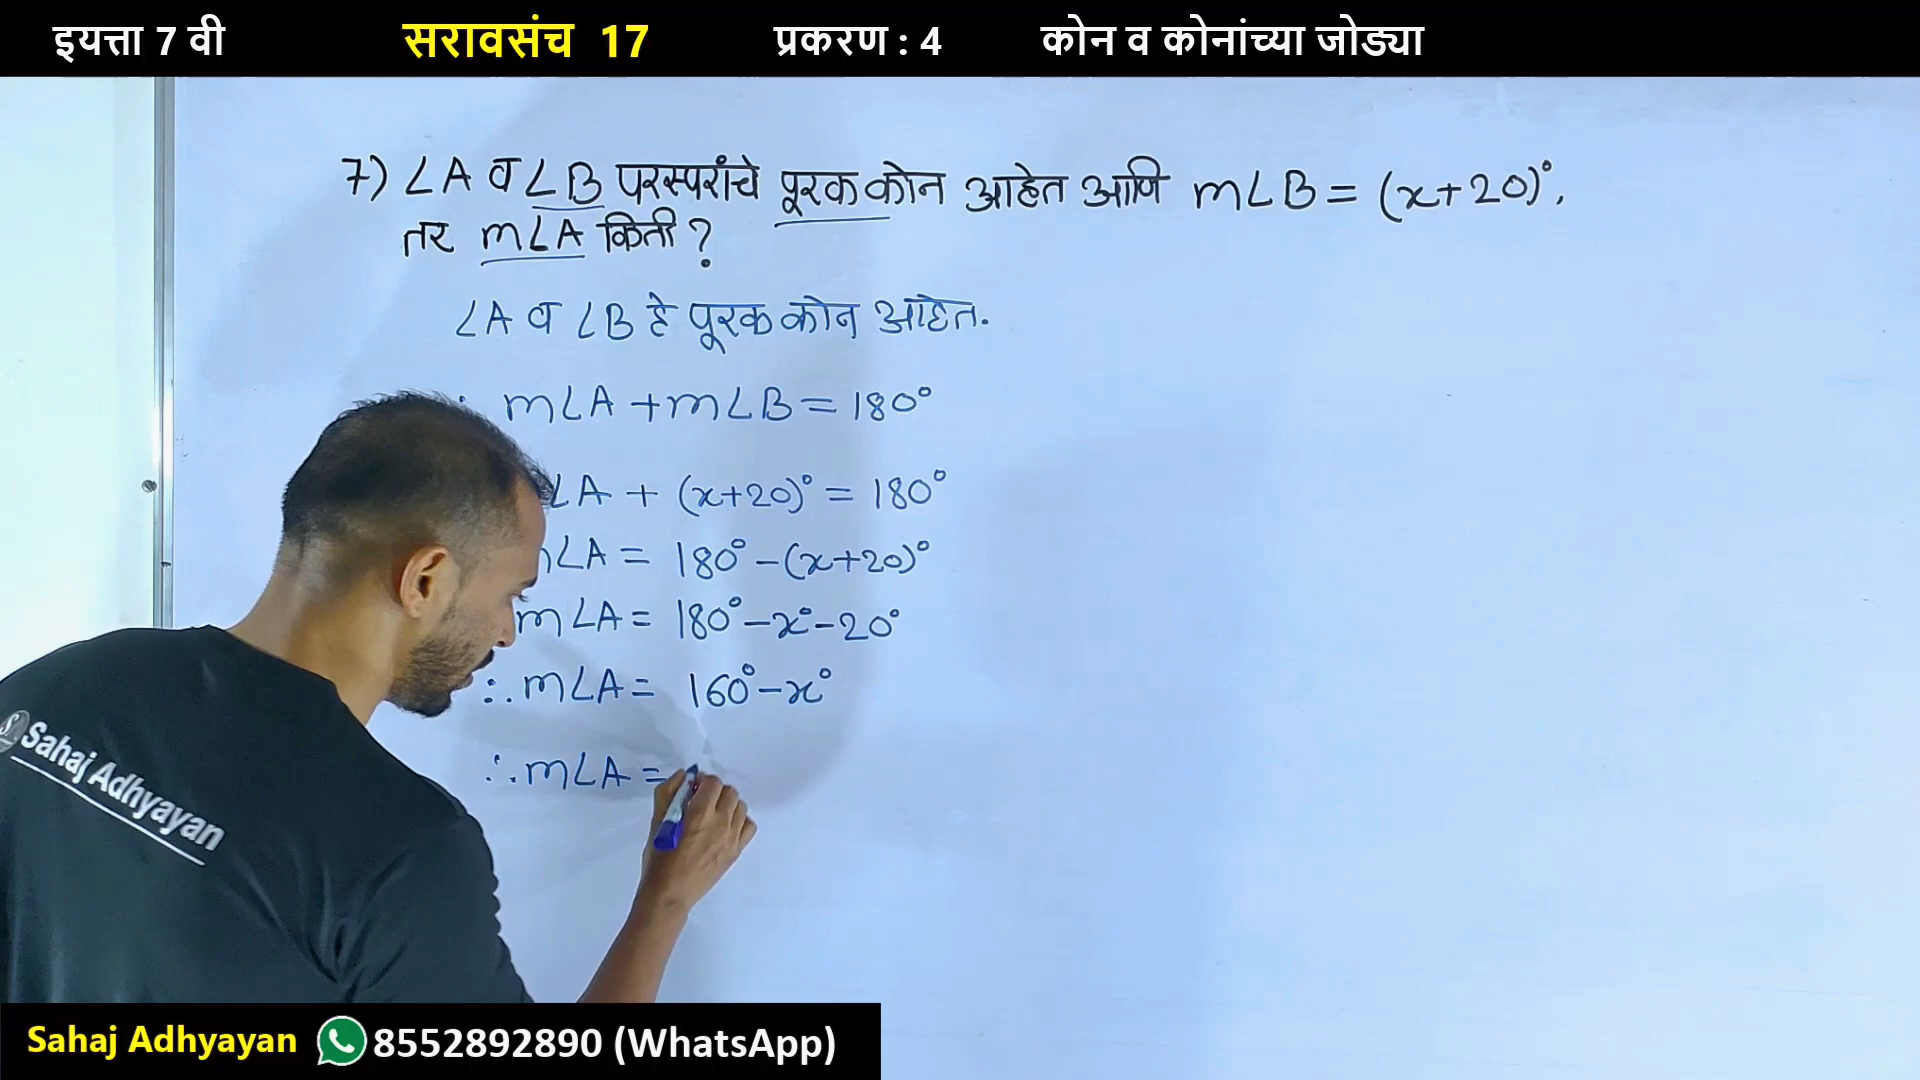 इयत्ता 7 वी सरावसंच 17 प्रकरण : 4 कोन व कोनांच्या जोड्या
7) ∠A व ∠B परस्परांचे पूरक कोन आहेत आणि m∠B = (x+20)°,
तर m∠A किती ?
∠A व ∠B हे पूरक कोन आहेत.
m∠A + m∠B = 180°
∠A + (x+20)° = 180°
∠A = 180° - (x+20)°
m∠A = 180° - x° - 20°
∴ m∠A = 160° - x°
∴ m∠A =
Sahaj Adhyayan
Sahaj Adhyayan 8552892890 (WhatsApp)